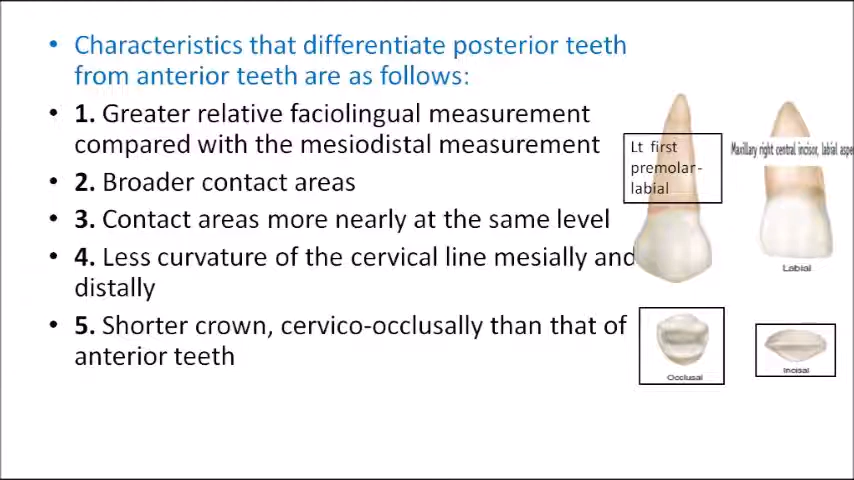 • Characteristics that differentiate posterior teeth
from anterior teeth are as follows:
• 1. Greater relative faciolingual measurement
compared with the mesiodistal measurement
• 2. Broader contact areas
• 3. Contact areas more nearly at the same level
• 4. Less curvature of the cervical line mesially and
distally
• 5. Shorter crown, cervico-occlusally than that of
anterior teeth
Lt first
premolar-
labial
Maxillary right central incisor, labial aspe
Labial
Occlusal
Incisal